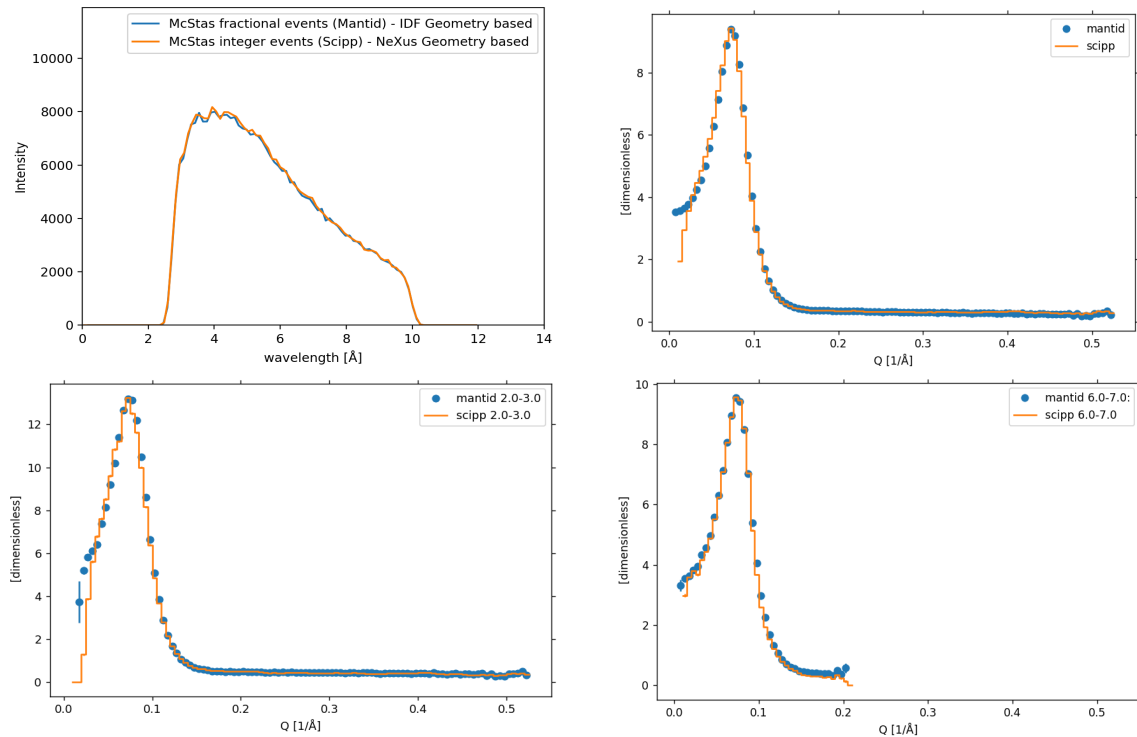 McStas fractional events (Mantid) - IDF Geometry based
McStas integer events (Scipp) - NeXus Geometry based
10000
8000
6000
4000
2000
0
Intensity
0 2 4 6 8 10 12 14
wavelength [Å]
mantid
scipp
8
6
4
2
0
[dimensionless]
0.0 0.1 0.2 0.3 0.4 0.5
Q [1/Å]
mantid 2.0-3.0
scipp 2.0-3.0
12
10
8
6
4
2
0
[dimensionless]
0.0 0.1 0.2 0.3 0.4 0.5
Q [1/Å]
mantid 6.0-7.0:
scipp 6.0-7.0
10
8
6
4
2
0
[dimensionless]
0.0 0.1 0.2 0.3 0.4 0.5
Q [1/Å]